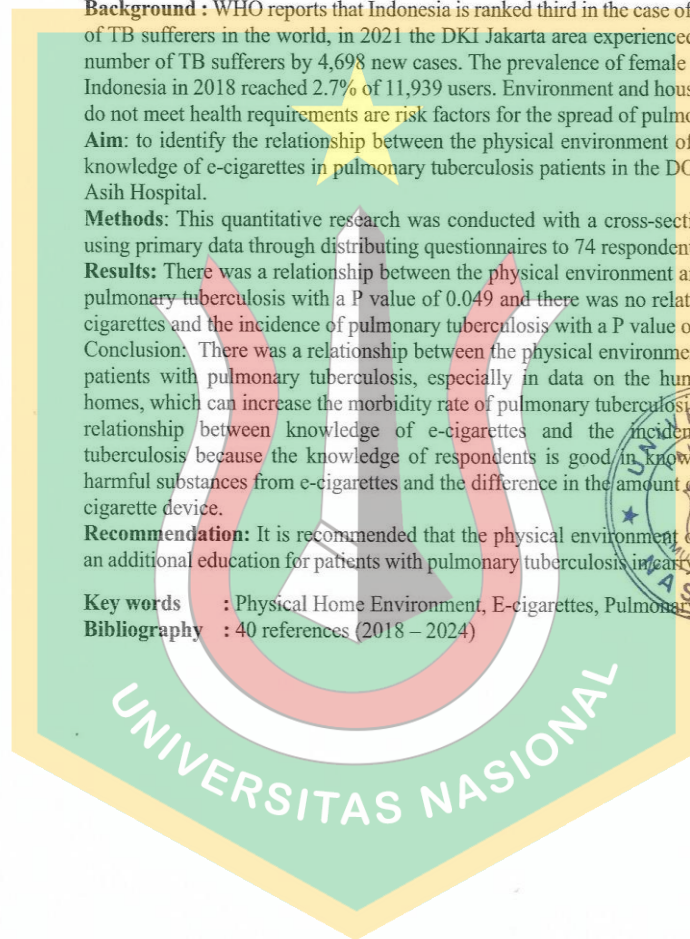 Background : WHO reports that Indonesia is ranked third in the case of
of TB sufferers in the world, in 2021 the DKI Jakarta area experienced
number of TB sufferers by 4,698 new cases. The prevalence of female
Indonesia in 2018 reached 2.7% of 11,939 users. Environment and hous
do not meet health requirements are risk factors for the spread of pulmo
Aim: to identify the relationship between the physical environment of
knowledge of e-cigarettes in pulmonary tuberculosis patients in the DO
Asih Hospital.
Methods: This quantitative research was conducted with a cross-secti
using primary data through distributing questionnaires to 74 respondent
Results: There was a relationship between the physical environment a
pulmonary tuberculosis with a P value of 0.049 and there was no relat
cigarettes and the incidence of pulmonary tuberculosis with a P value o
Conclusion: There was a relationship between the physical environme
patients with pulmonary tuberculosis, especially in data on the hum
homes, which can increase the morbidity rate of pulmonary tuberculosi
relationship between knowledge of e-cigarettes and the inciden
tuberculosis because the knowledge of respondents is good in know
harmful substances from e-cigarettes and the difference in the amount
cigarette device.
Recommendation: It is recommended that the physical environment
an additional education for patients with pulmonary tuberculosis in carry
Key words : Physical Home Environment, E-cigarettes, Pulmonar
Bibliography : 40 references (2018 – 2024)
UNIVERSITAS NASIONAL